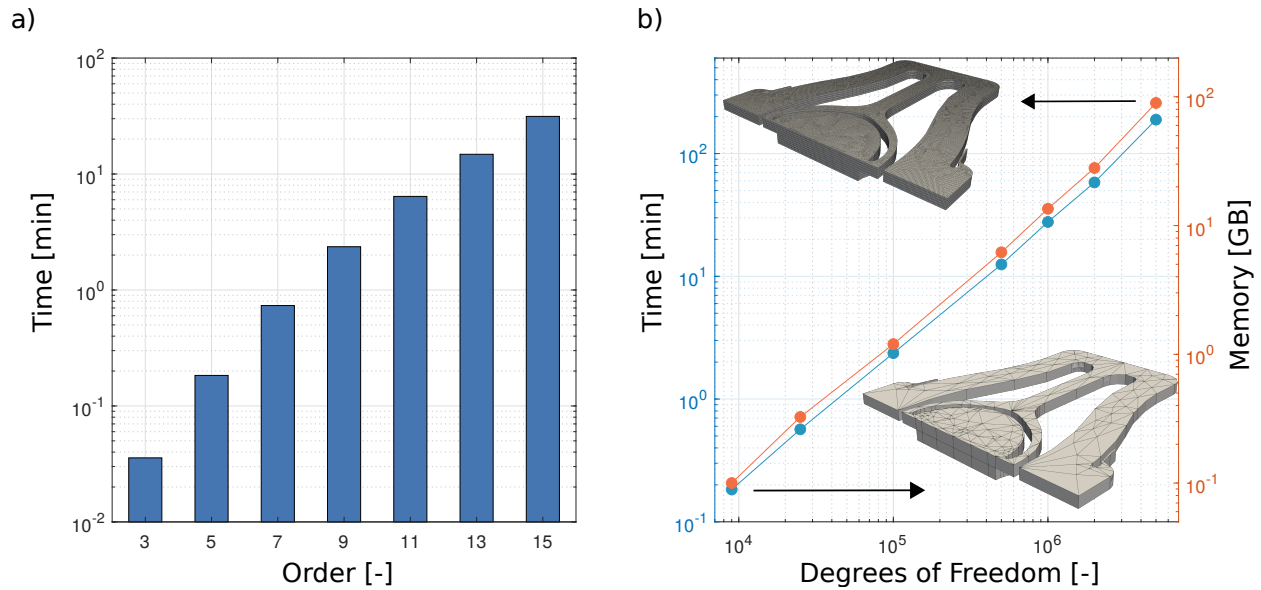 a)
Time [min]
10^2
10^1
10^0
10^-1
10^-2
3 5 7 9 11 13 15
Order [-]
b)
Time [min]
10^2
10^1
10^0
10^-1
10^4 10^5 10^6
Degrees of Freedom [-]
10^2
10^1
10^0
10^-1
Memory [GB]